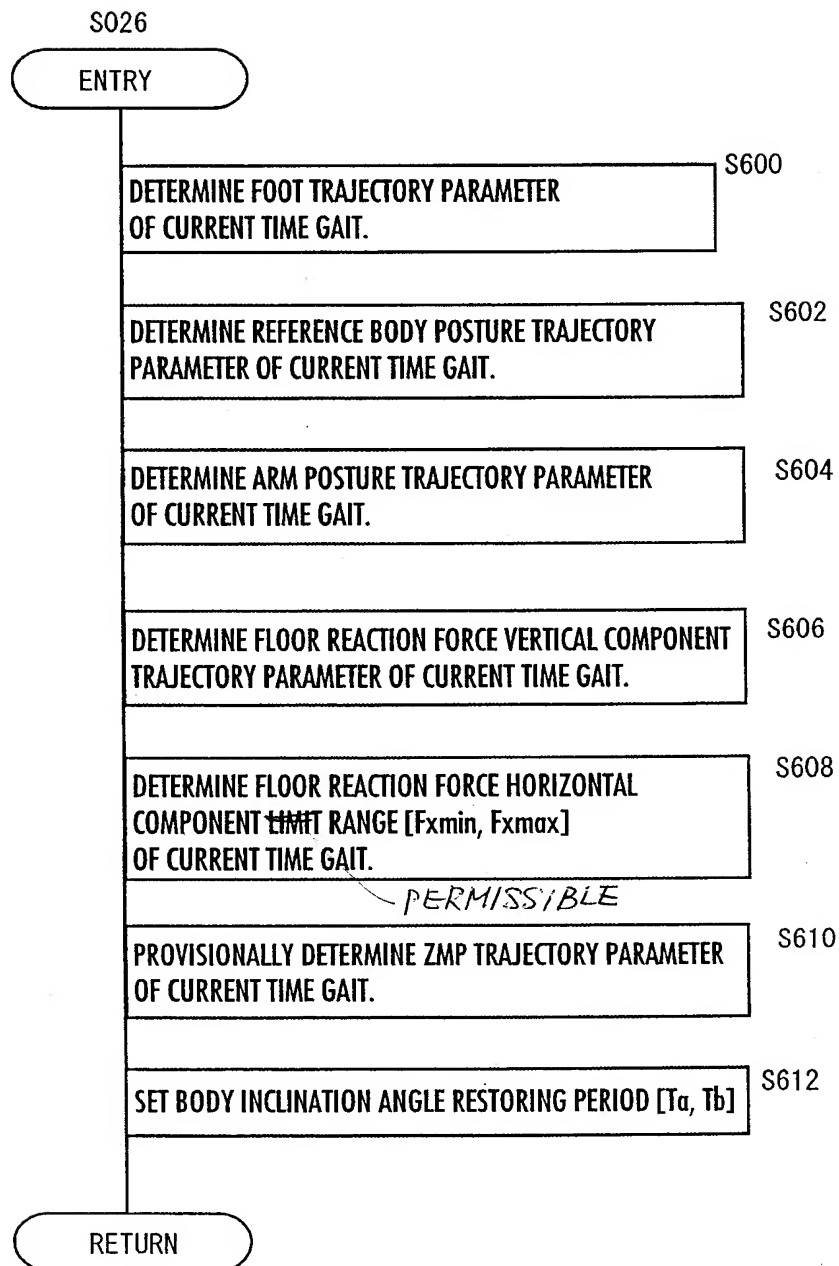 S026
ENTRY
S600
DETERMINE FOOT TRAJECTORY PARAMETER
OF CURRENT TIME GAIT.
S602
DETERMINE REFERENCE BODY POSTURE TRAJECTORY
PARAMETER OF CURRENT TIME GAIT.
S604
DETERMINE ARM POSTURE TRAJECTORY PARAMETER
OF CURRENT TIME GAIT.
S606
DETERMINE FLOOR REACTION FORCE VERTICAL COMPONENT
TRAJECTORY PARAMETER OF CURRENT TIME GAIT.
S608
DETERMINE FLOOR REACTION FORCE HORIZONTAL
COMPONENT LIMIT RANGE [Fxmin, Fxmax]
OF CURRENT TIME GAIT.
PERMISSIBLE
S610
PROVISIONALLY DETERMINE ZMP TRAJECTORY PARAMETER
OF CURRENT TIME GAIT.
S612
SET BODY INCLINATION ANGLE RESTORING PERIOD [Ta, Tb]
RETURN